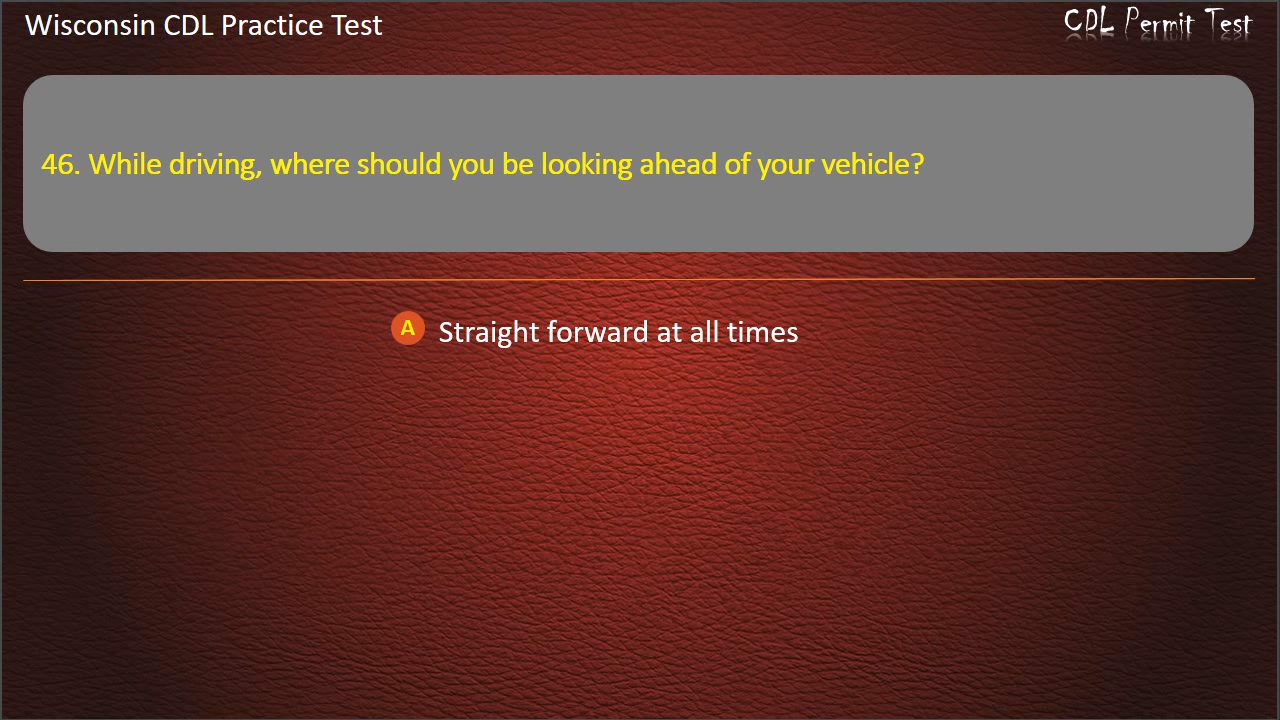 Wisconsin CDL Practice Test
CDL Permit Test
46. While driving, where should you be looking ahead of your vehicle?
A Straight forward at all times